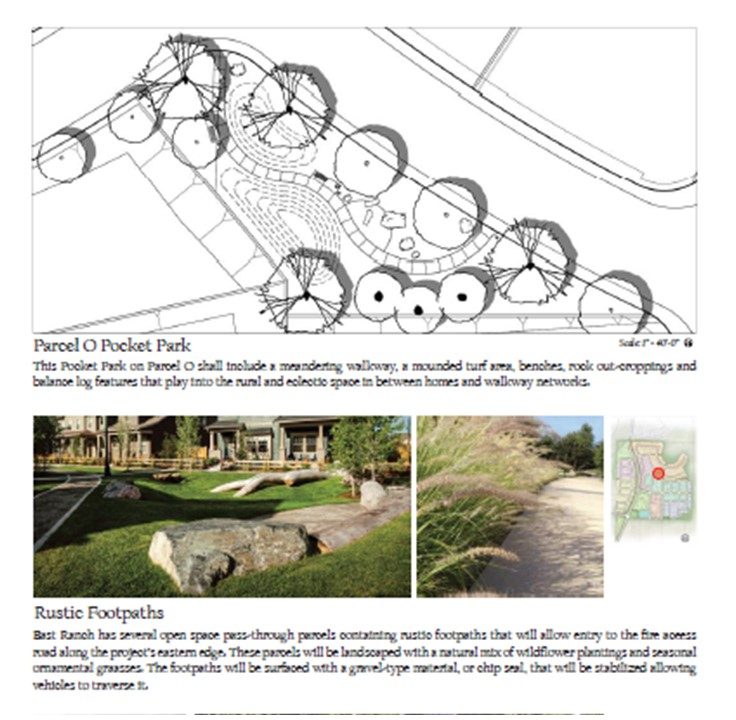 Parcel O Pocket Park
Scale: 1" = 40'-0"
This Pocket Park on Parcel O shall include a meandering walkway, a mounded turf area, benches, rock out-croppings and
balance log features that play into the rural and eclectic space in between homes and walkway networks.
Rustic Footpaths
East Ranch has several open space pass-through parcels containing rustic footpaths that will allow entry to the fire access
road along the project's eastern edge. These parcels will be landscaped with a natural mix of wildflower plantings and seasonal
ornamental grasses. The footpaths will be surfaced with a gravel-type material, or chip seal, that will be stabilized allowing
vehicles to traverse it.